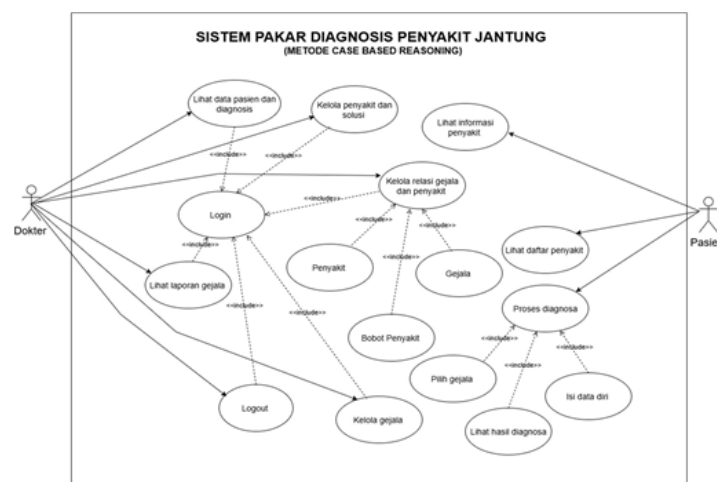 SISTEM PAKAR DIAGNOSIS PENYAKIT JANTUNG
(METODE CASE BASED REASONING)
Lihat data pasien dan
diagnosis
Kelola penyakit dan
solusi
Lihat informasi
penyakit
<<include>>
<<include>>
Kelola relasi gejala
dan penyakit
<<include>>
Login
Dokter
Pasie
<<include>>
<<include>>
<<include>>
<<include>>
Lihat daftar penyakit
Penyakit
Gejala
Lihat laporan gejala
<<include>>
<<include>>
Proses diagnosa
Bobot Penyakit
<<include>>
<<include>>
<<include>>
Pilih gejala
Isi data diri
Logout
Kelola gejala
Lihat hasil diagnosa